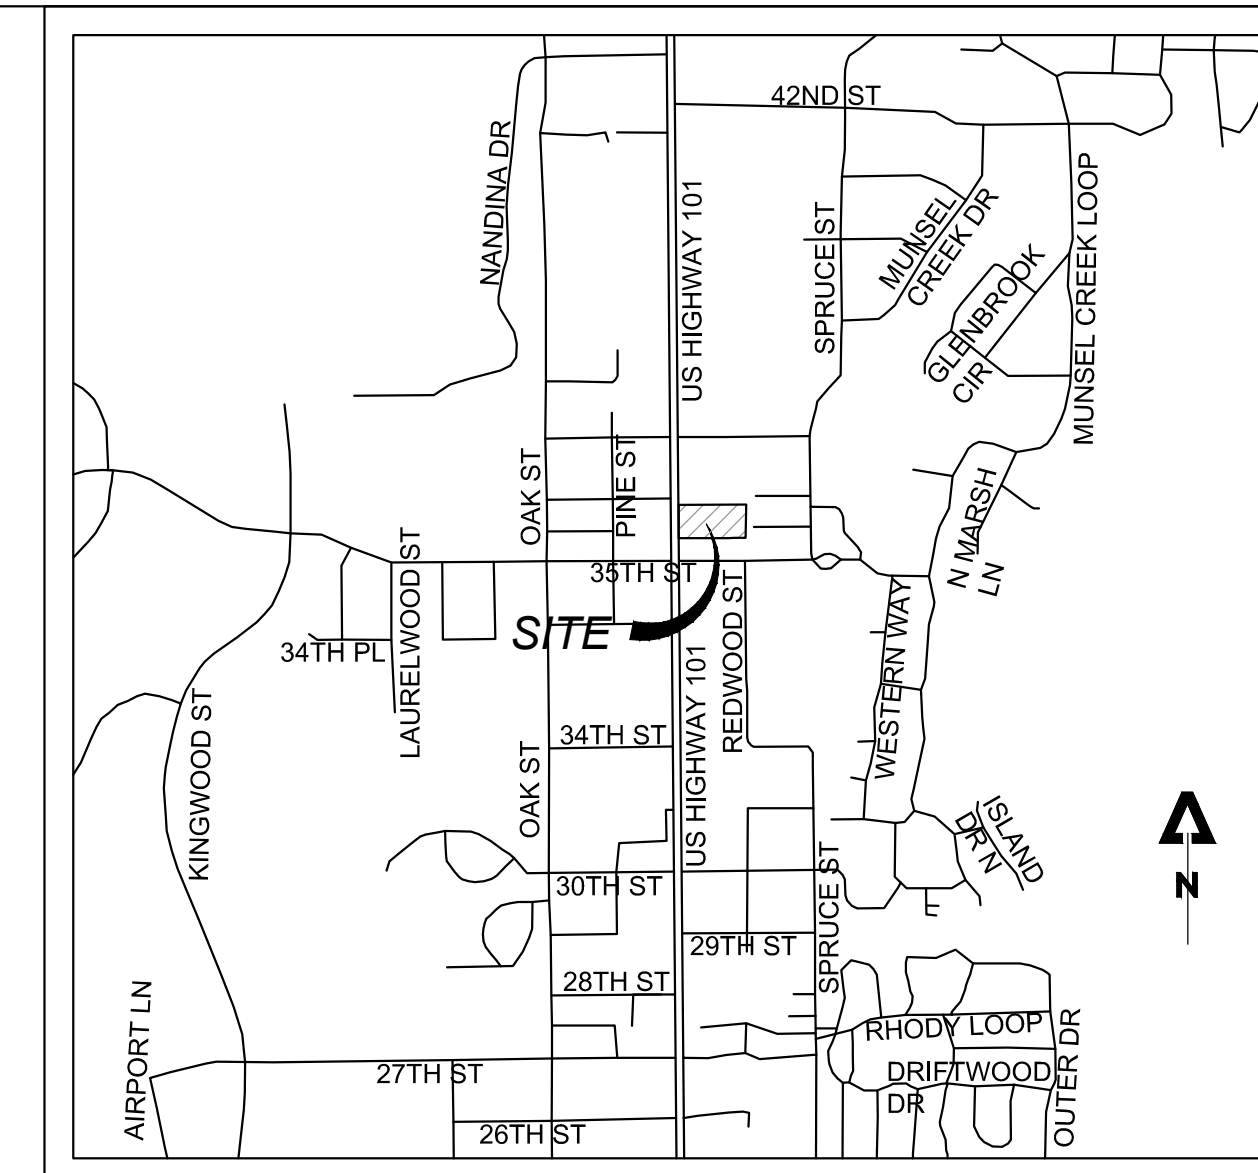 42ND ST
NANDINA DR
US HIGHWAY 101
SPRUCE ST
MUNSEL
CREEK DR
MUNSEL CREEK LOOP
GLENBROOK
CIR
OAK ST
PINE ST
N MARSH
LN
35TH ST
LAURELWOOD ST
SITE
REDWOOD ST
WESTERN WAY
34TH PL
KINGWOOD ST
34TH ST
US HIGHWAY 101
OAK ST
ISLAND
DR N
30TH ST
SPRUCE ST
N
29TH ST
28TH ST
AIRPORT LN
RHODY LOOP
OUTER DR
27TH ST
DRIFTWOOD
DR
26TH ST